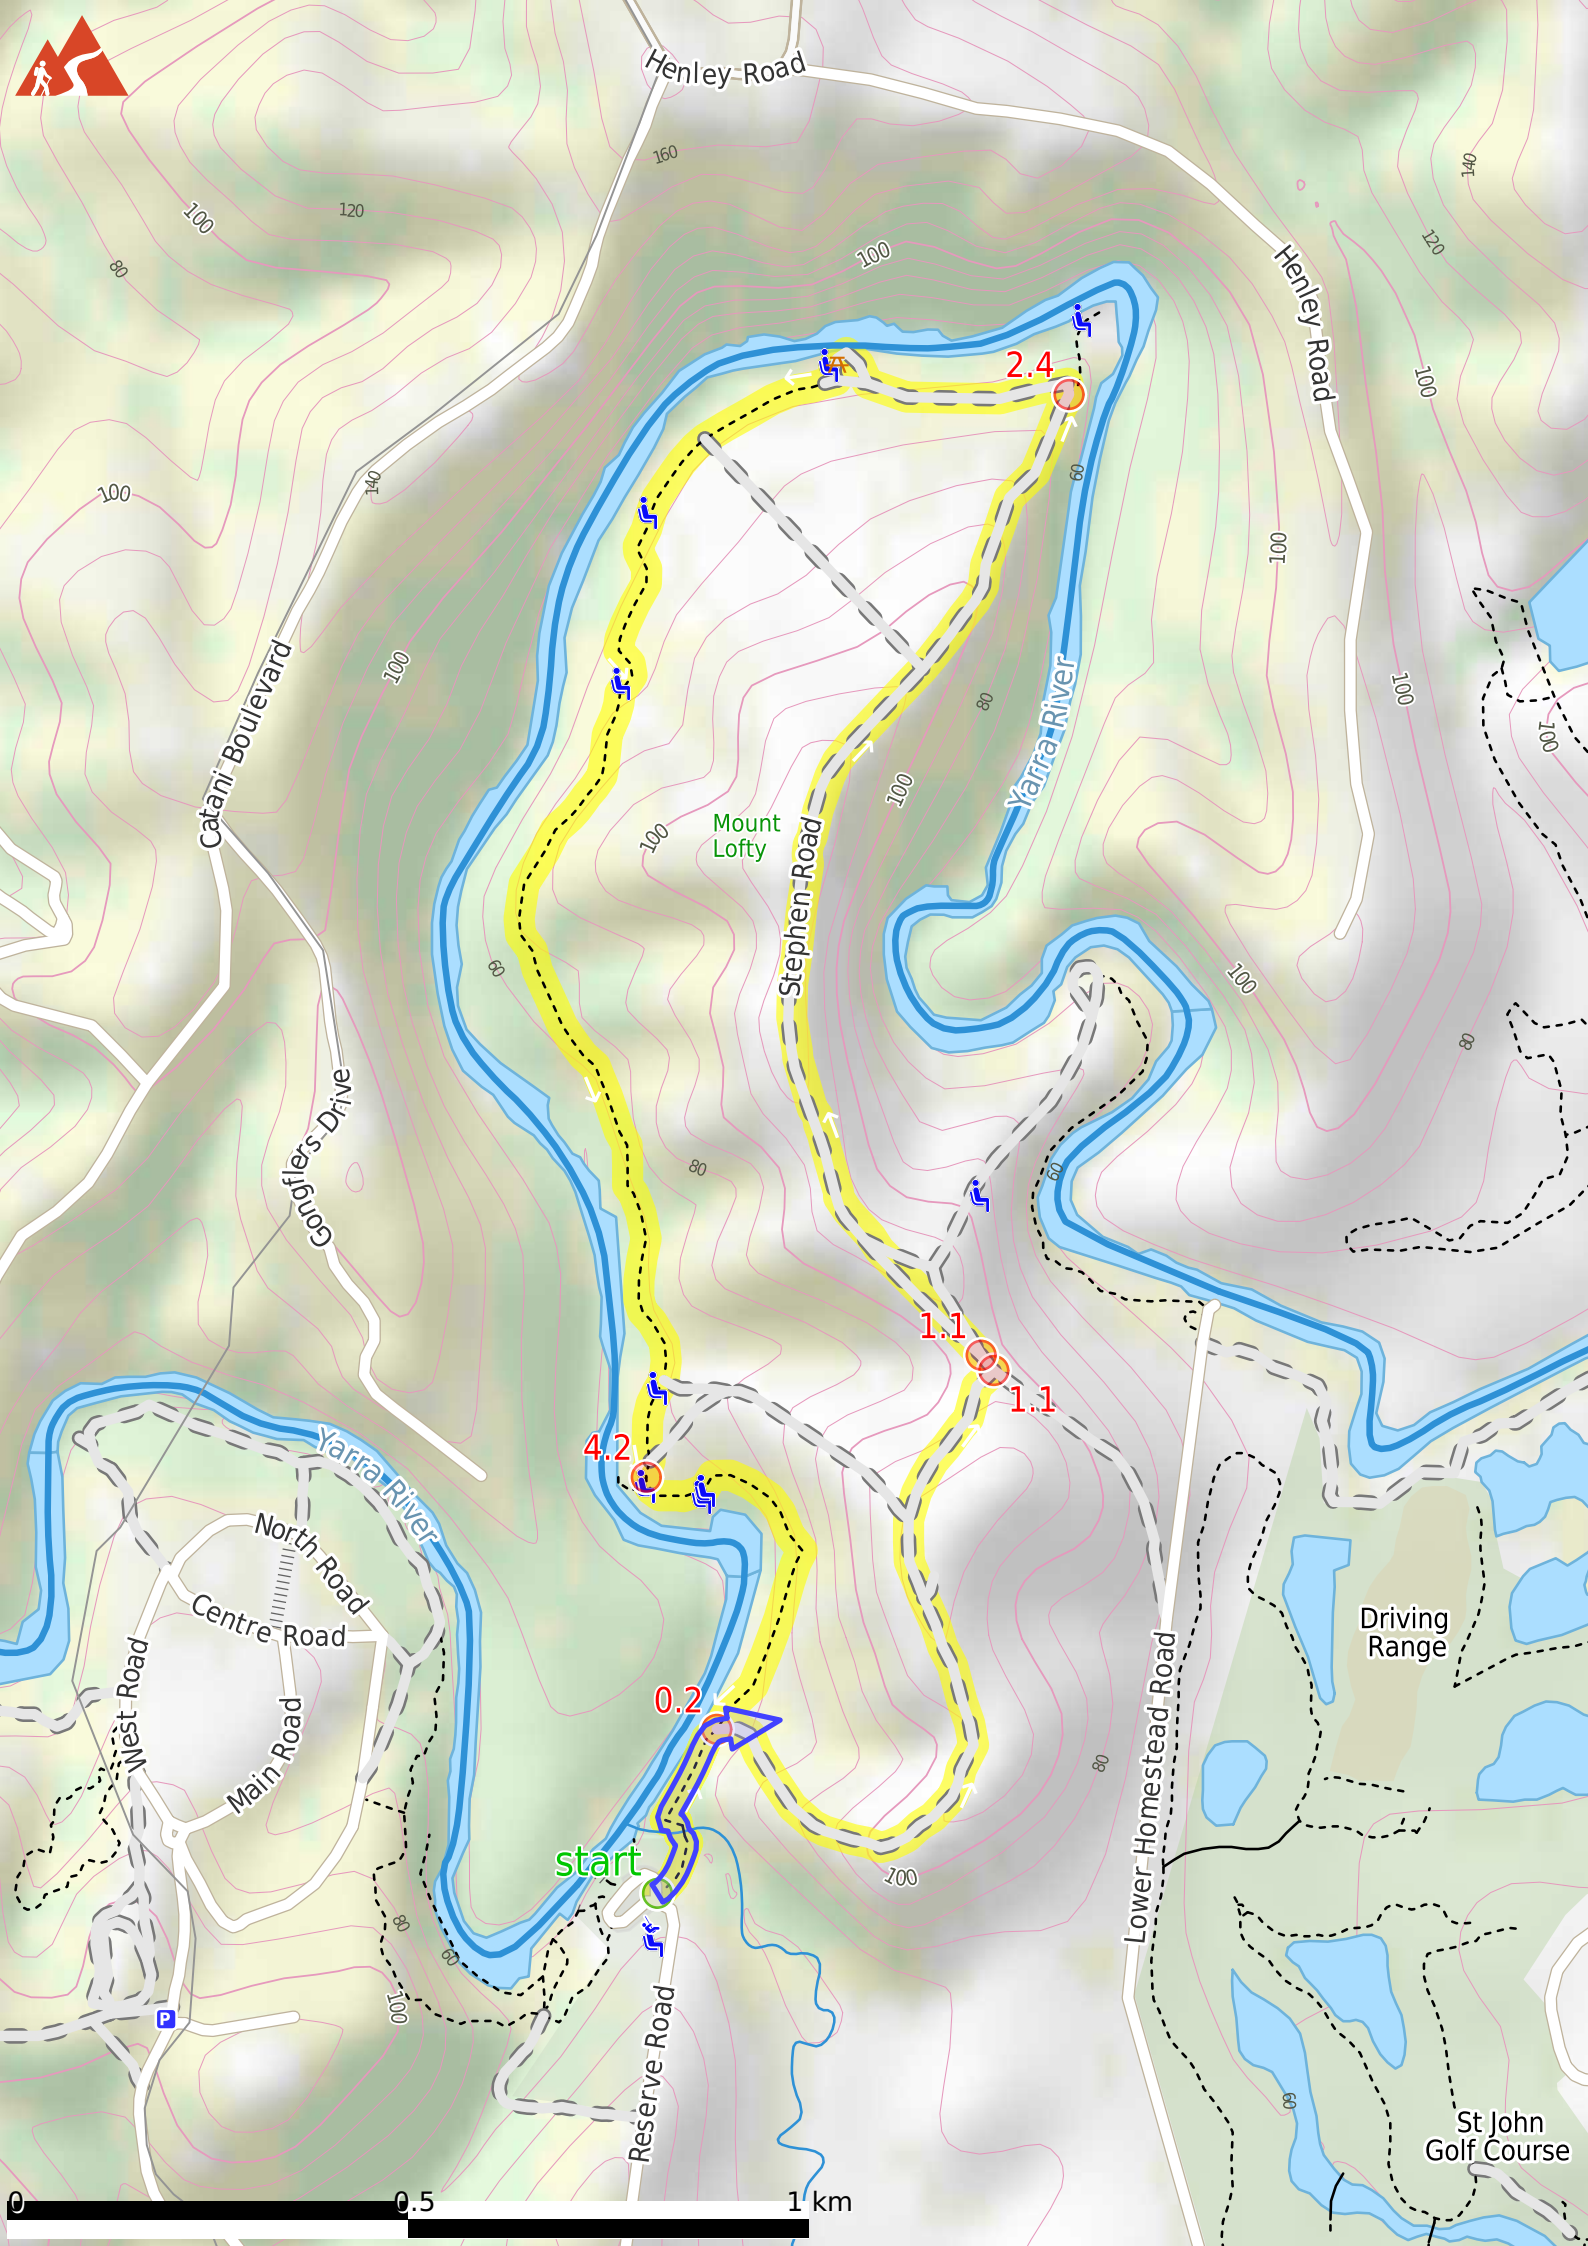 Henley Road
160
140
100
120
120
80
100
Henley Road
2.4
100
140
100
60
100
100
100
Catani Boulevard
Yarra River
80
100
100
100
Mount
Lofty
100
Stephen Road
60
100
80
Gongflers Drive
80
60
1.1
1.1
4.2
Yarra River
North Road
Centre Road
Driving
Range
West Road
Main Road
Lower Homestead Road
0.2
80
start
100
80
60
100
P
Reserve Road
60
St John
Golf Course
0
0.5
1 km